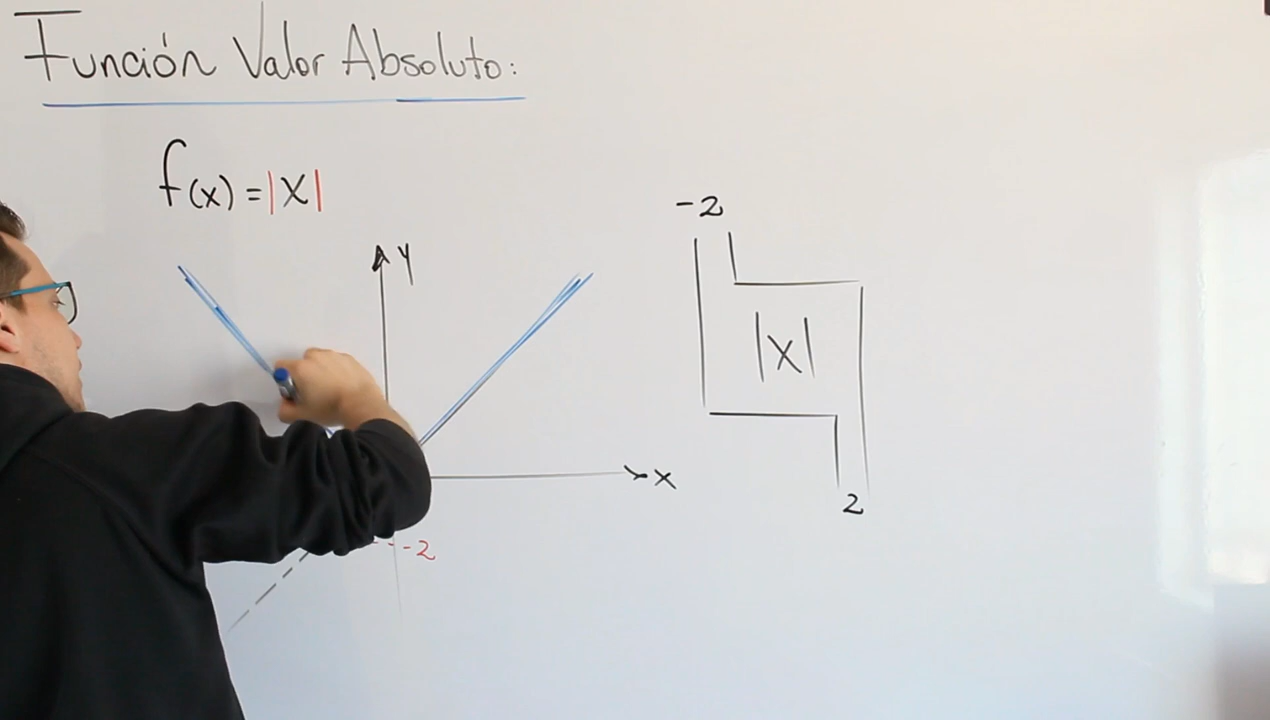 Función Valor Absoluto:
f(x) = |x|
y
x
-2
-2
|x|
2